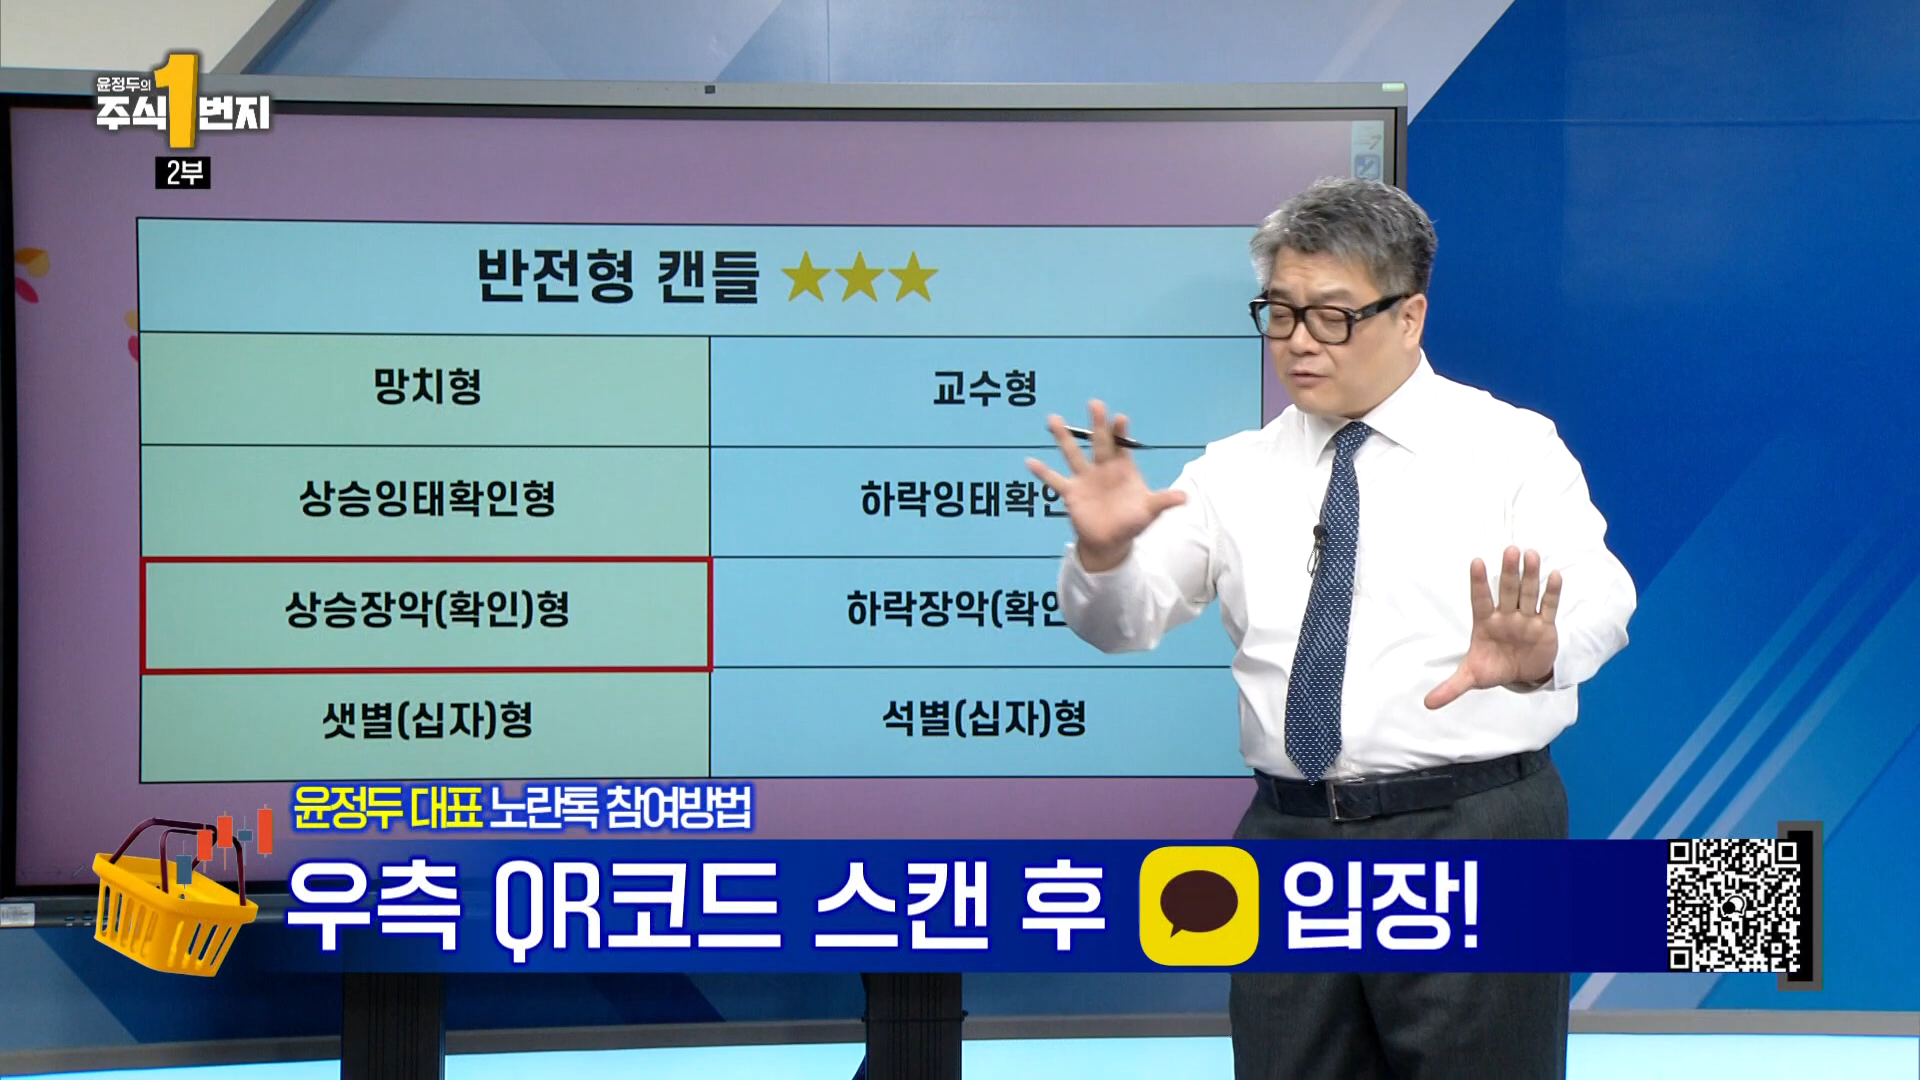 윤정두의
주식1번지
2부
반전형 캔들 ★★★
망치형
교수형
상승잉태확인형
하락잉태확인
상승장악(확인)형
하락장악(확인
샛별(십자)형
석별(십자)형
윤정두 대표 노란톡 참여방법
우측 QR코드 스캔 후 입장!